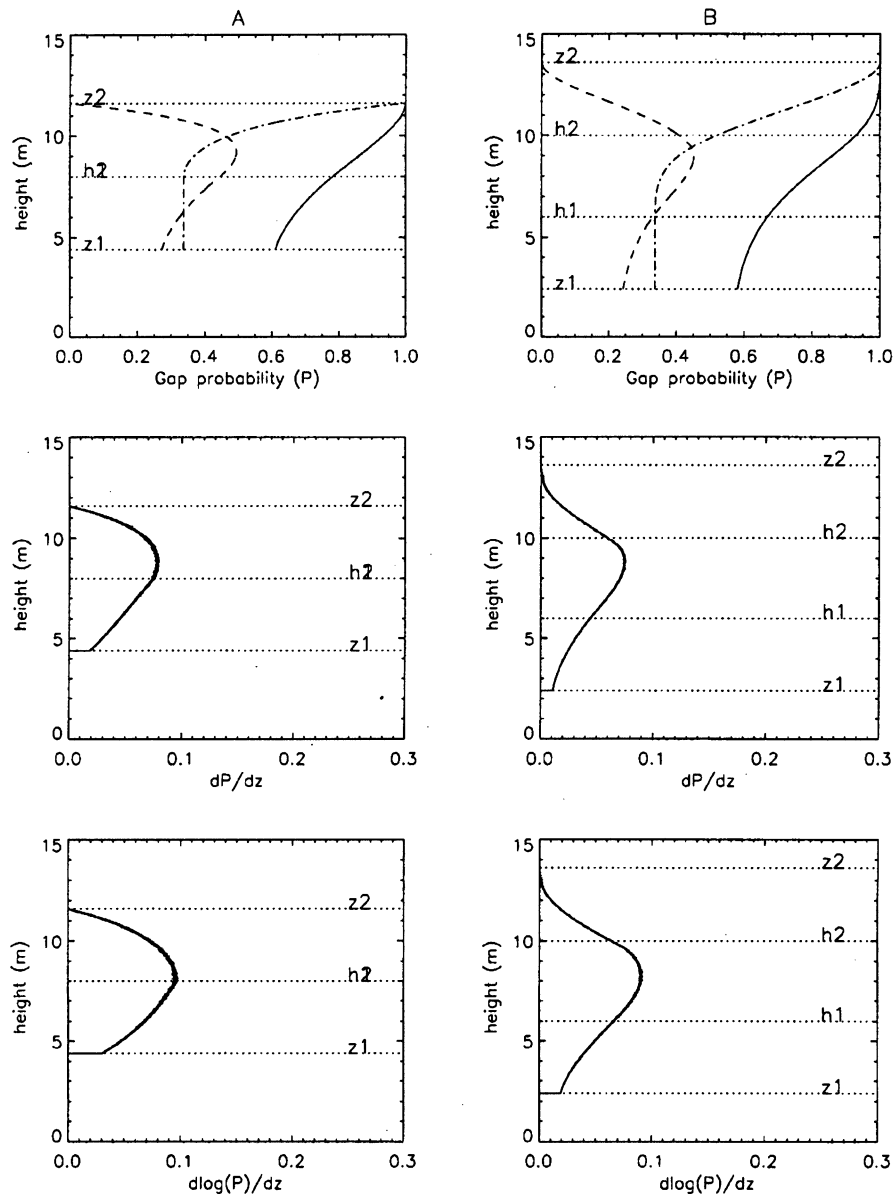 A
15
z2
10
h2
5
z1
0
height (m)
0.0 0.2 0.4 0.6 0.8 1.0
Gap probability (P)
B
15
z2
10
h2
h1
5
z1
0
height (m)
0.0 0.2 0.4 0.6 0.8 1.0
Gap probability (P)
15
z2
10
h2
5
z1
0
height (m)
0.0 0.1 0.2 0.3
dP/dz
15
z2
10
h2
h1
5
z1
0
height (m)
0.0 0.1 0.2 0.3
dP/dz
15
z2
10
h2
5
z1
0
height (m)
0.0 0.1 0.2 0.3
dlog(P)/dz
15
z2
10
h2
h1
5
z1
0
height (m)
0.0 0.1 0.2 0.3
dlog(P)/dz